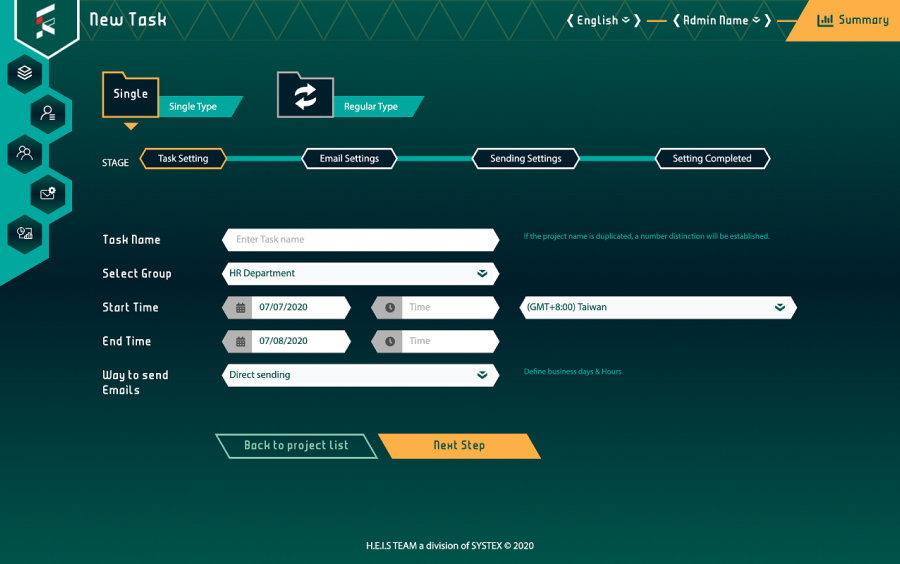 New Task
English
Admin Name
Summary
Single
Single Type
Regular Type
STAGE
Task Setting
Email Settings
Sending Settings
Setting Completed
Task Name
Enter Task name
If the project name is duplicated, a number distinction will be established.
Select Group
HR Department
Start Time
07/07/2020
Time
(GMT+8:00) Taiwan
End Time
07/08/2020
Time
Way to send
Emails
Direct sending
Define business days & Hours
Back to project list
Next Step
H.E.I.S TEAM a division of SYSTEX © 2020